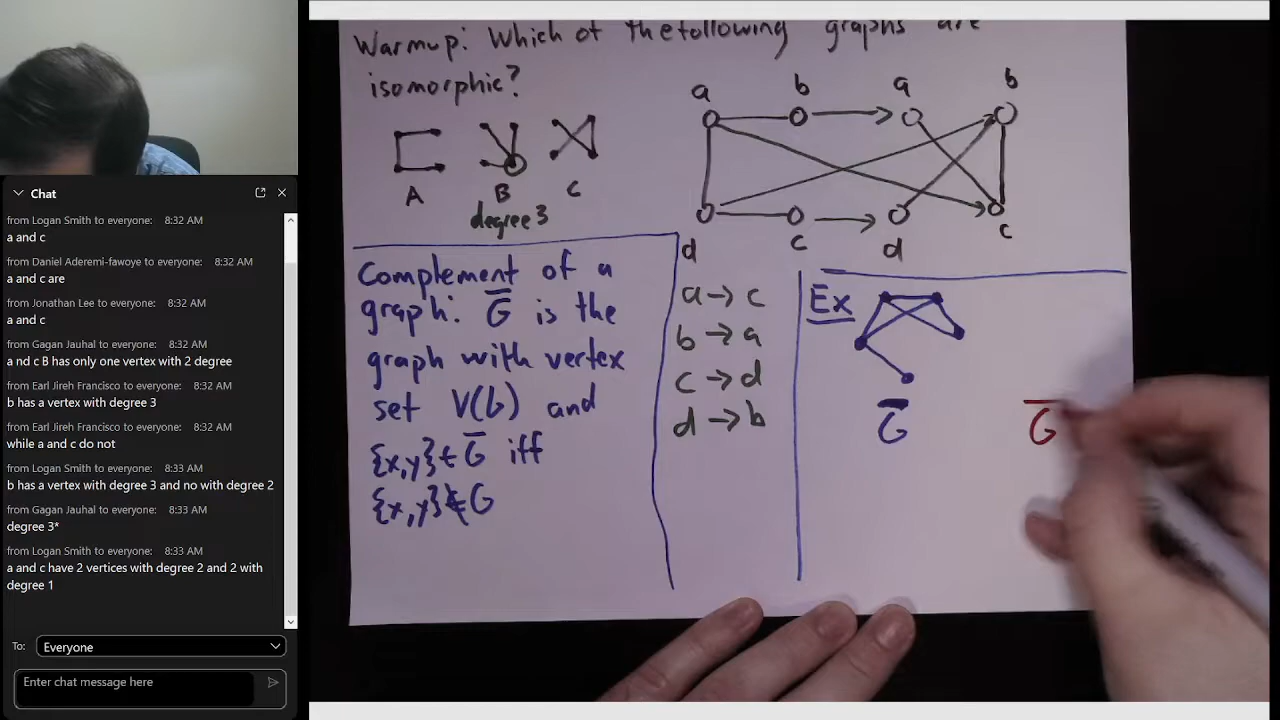 Chat
from Logan Smith to everyone: 8:32 AM
a and c
from Daniel Aderemi-fawoye to everyone: 8:32 AM
a and c are
from Jonathan Lee to everyone: 8:32 AM
a and c
from Gagan Jauhal to everyone: 8:32 AM
a nd c B has only one vertex with 2 degree
from Earl Jireh Francisco to everyone: 8:32 AM
b has a vertex with degree 3
from Earl Jireh Francisco to everyone: 8:32 AM
while a and c do not
from Logan Smith to everyone: 8:33 AM
b has a vertex with degree 3 and no with degree 2
from Gagan Jauhal to everyone: 8:33 AM
degree 3*
from Logan Smith to everyone: 8:33 AM
a and c have 2 vertices with degree 2 and 2 with
degree 1
To: Everyone
Enter chat message here
Warmup: Which of the following graphs are
isomorphic?
A B C
degree 3
a b a b
d c d c
Complement of a
graph: G̅ is the
graph with vertex
set V(G) and
{x,y}∈G̅ iff
{x,y}∉G
a → c
b → a
c → d
d → b
Ex
G̅
G̅